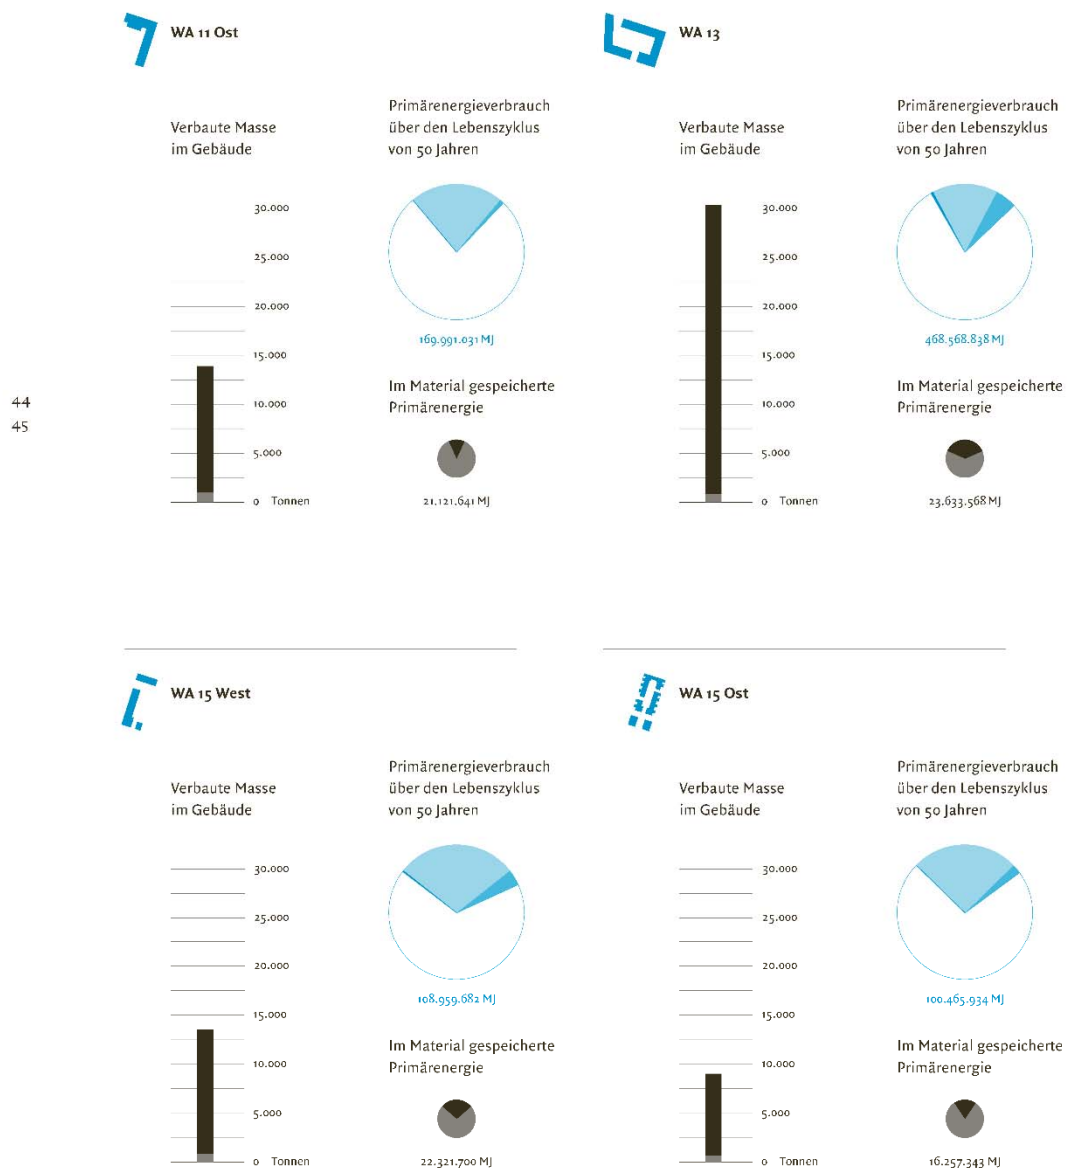 WA 11 Ost
Verbaute Masse
im Gebäude
Primärenergieverbrauch
über den Lebenszyklus
von 50 Jahren
30.000
25.000
20.000
15.000
10.000
5.000
0 Tonnen
169.991.031 MJ
Im Material gespeicherte
Primärenergie
21.121.641 MJ
WA 13
Verbaute Masse
im Gebäude
Primärenergieverbrauch
über den Lebenszyklus
von 50 Jahren
30.000
25.000
20.000
15.000
10.000
5.000
0 Tonnen
468.568.838 MJ
Im Material gespeicherte
Primärenergie
23.633.568 MJ
44
45
WA 15 West
Verbaute Masse
im Gebäude
Primärenergieverbrauch
über den Lebenszyklus
von 50 Jahren
30.000
25.000
20.000
15.000
10.000
5.000
0 Tonnen
108.959.682 MJ
Im Material gespeicherte
Primärenergie
22.321.700 MJ
WA 15 Ost
Verbaute Masse
im Gebäude
Primärenergieverbrauch
über den Lebenszyklus
von 50 Jahren
30.000
25.000
20.000
15.000
10.000
5.000
0 Tonnen
100.465.934 MJ
Im Material gespeicherte
Primärenergie
16.257.343 MJ